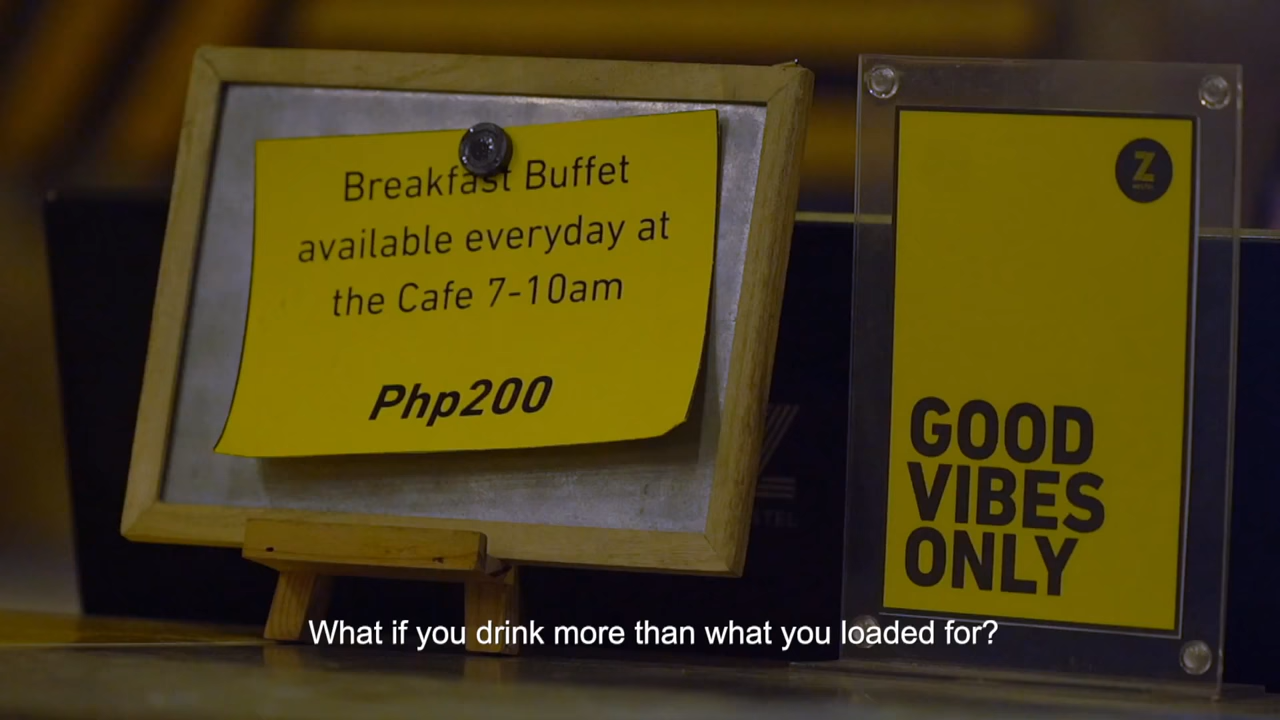 Breakfast Buffet
available everyday at
the Cafe 7-10am
Php200
Z
GOOD
VIBES
ONLY
What if you drink more than what you loaded for?